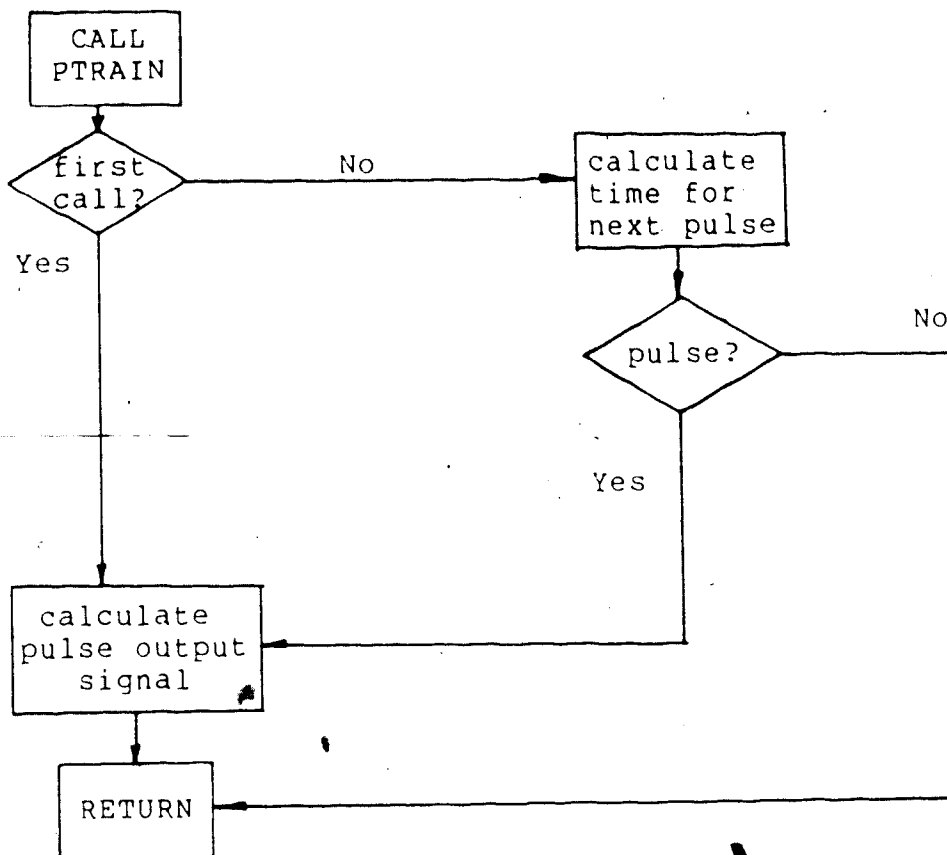 CALL
PTRAIN
first
call?
No
calculate
time for
next pulse
Yes
pulse?
No
Yes
calculate
pulse output
signal
RETURN